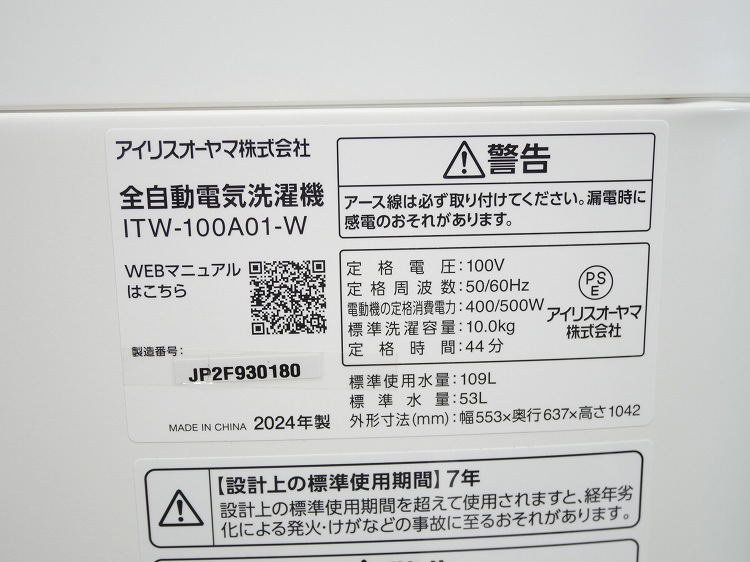 アイリスオーヤマ株式会社
全自動電気洗濯機
ITW-100A01-W
WEBマニュアル
はこちら
製造番号:
JP2F930180
MADE IN CHINA 2024年製
警告
アース線は必ず取り付けてください。漏電時に
感電のおそれがあります。
定格電圧:100V
定格周波数:50/60Hz
電動機の定格消費電力:400/500W
標準洗濯容量:10.0kg
定格時間:44分
PS
E
アイリスオーヤマ
株式会社
標準使用水量:109L
標準水量:53L
外形寸法(mm):幅553×奥行637×高さ1042
【設計上の標準使用期間】7年
設計上の標準使用期間を超えて使用されますと、経年劣
化による発火・けがなどの事故に至るおそれがあります。